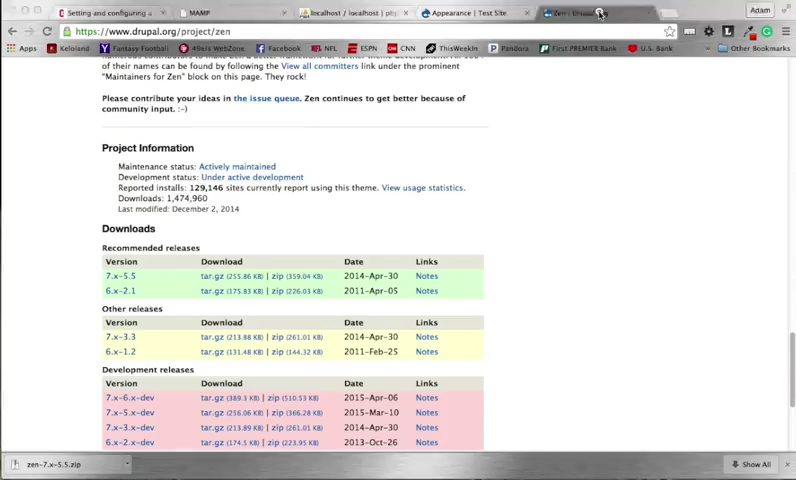 Setting and configuring a
MAMP
localhost / localhost | ph
Appearance | Test Site
Zen | Drupal
Adam
https://www.drupal.org/project/zen
Apps
Keloland
Fantasy Football
49ers WebZone
Facebook
NFL
ESPN
CNN
ThisWeekIn
Pandora
First PREMIER Bank
U.S. Bank
»
Other Bookmarks
of their names can be found by following the View all committers link under the prominent
"Maintainers for Zen" block on this page. They rock!
Please contribute your ideas in the issue queue. Zen continues to get better because of
community input. :-)
Project Information
Maintenance status: Actively maintained
Development status: Under active development
Reported installs: 129,146 sites currently report using this theme. View usage statistics.
Downloads: 1,474,960
Last modified: December 2, 2014
Downloads
Recommended releases
Version Download Date Links
7.x-5.5 tar.gz (255.86 KB) | zip (359.04 KB) 2014-Apr-30 Notes
6.x-2.1 tar.gz (175.83 KB) | zip (226.03 KB) 2011-Apr-05 Notes
Other releases
Version Download Date Links
7.x-3.3 tar.gz (213.88 KB) | zip (261.01 KB) 2014-Apr-30 Notes
6.x-1.2 tar.gz (131.48 KB) | zip (144.32 KB) 2011-Feb-25 Notes
Development releases
Version Download Date Links
7.x-6.x-dev tar.gz (389.3 KB) | zip (510.53 KB) 2015-Apr-06 Notes
7.x-5.x-dev tar.gz (256.06 KB) | zip (366.28 KB) 2015-Mar-10 Notes
7.x-3.x-dev tar.gz (213.89 KB) | zip (261.01 KB) 2014-Apr-30 Notes
6.x-2.x-dev tar.gz (174.5 KB) | zip (223.95 KB) 2013-Oct-26 Notes
zen-7.x-5.5.zip
Show All